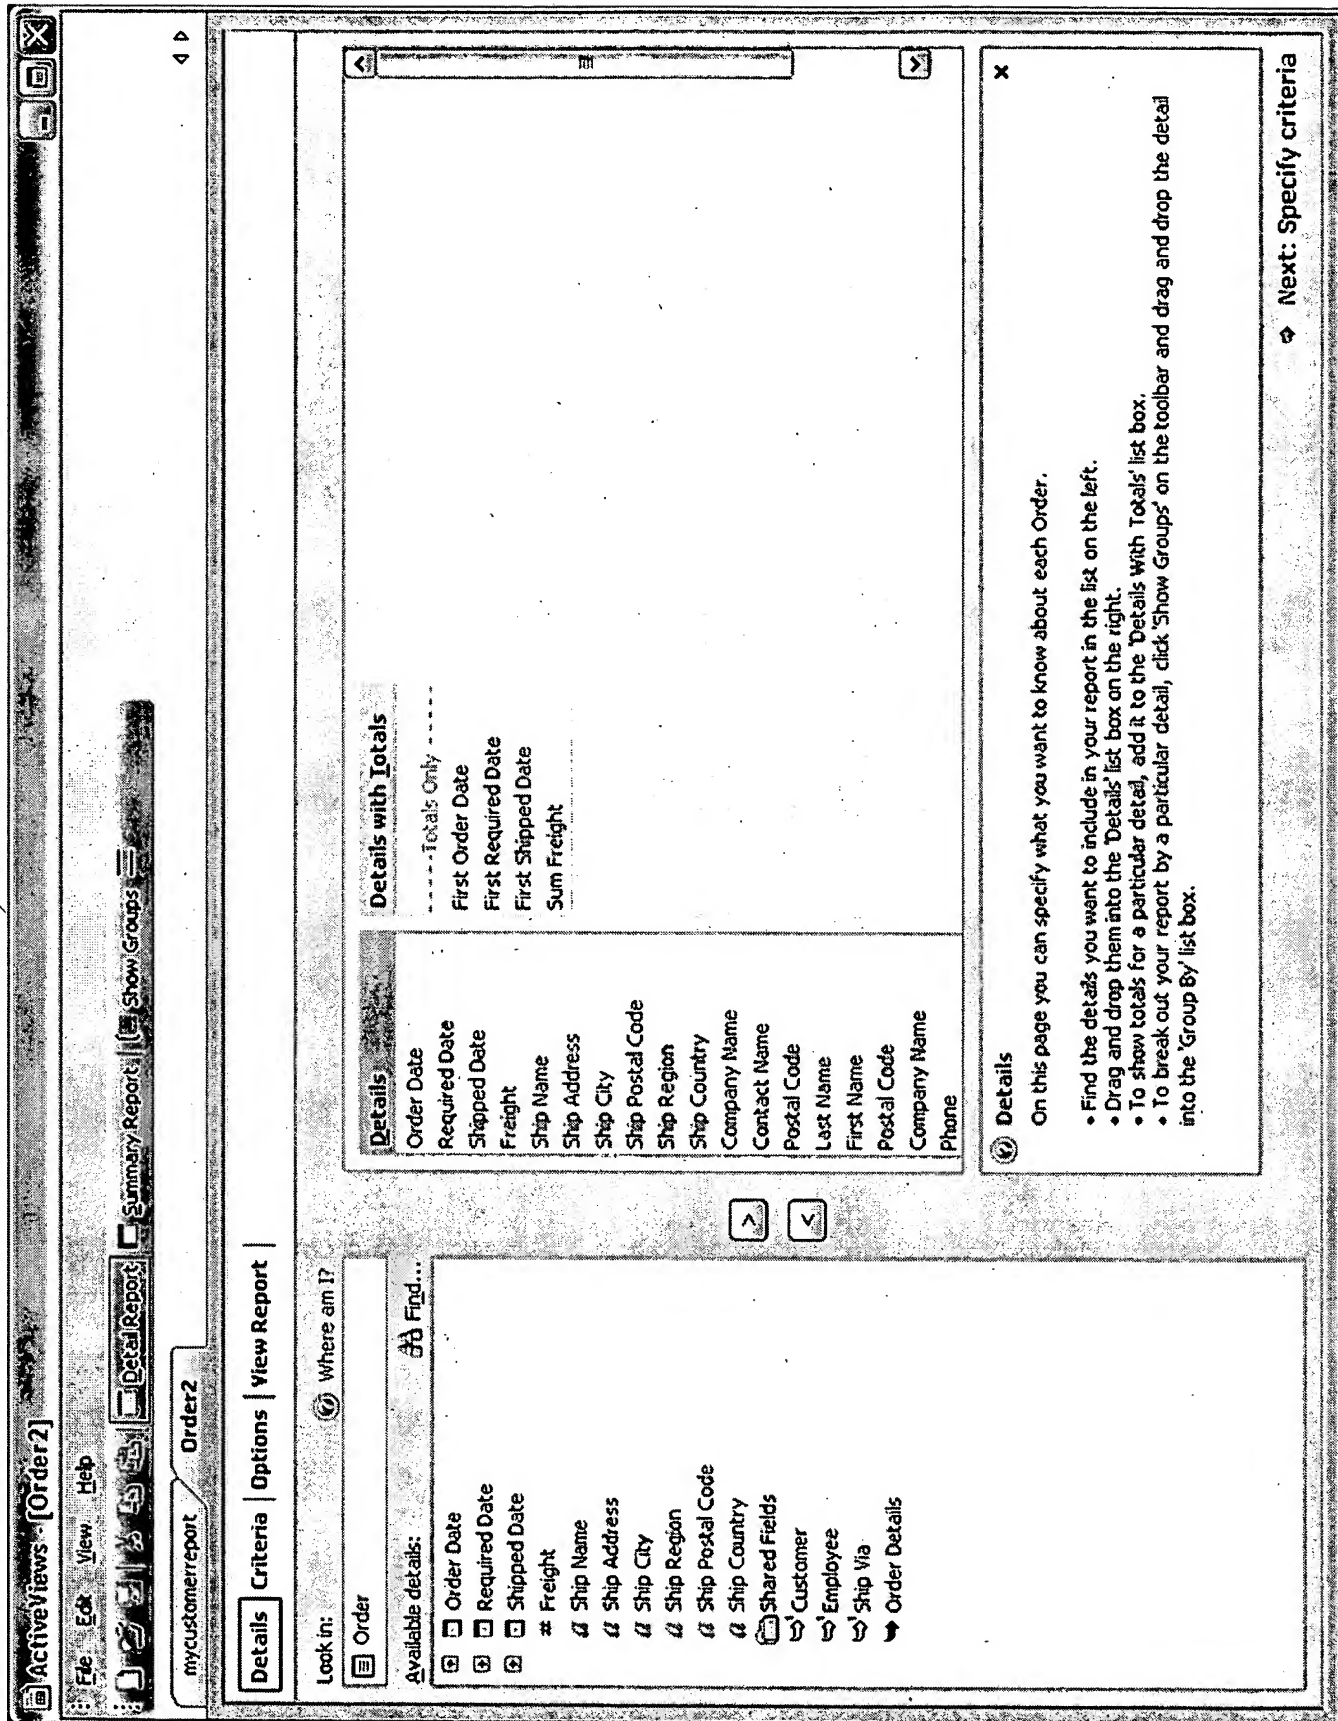 ActiveViews - [Order2]
File Edit View Help
Detail Report Summary Report Show Groups
mycustomerreport Order2
Details Criteria Options View Report
Look in: Where am I?
Order
Available details: Find...
Order Date
Required Date
Shipped Date
# Freight
a Ship Name
a Ship Address
a Ship City
a Ship Region
a Ship Postal Code
a Ship Country
Shared Fields
Customer
Employee
Ship Via
Order Details
>
<
Details
Order Date
Required Date
Shipped Date
Freight
Ship Name
Ship Address
Ship City
Ship Postal Code
Ship Region
Ship Country
Company Name
Contact Name
Postal Code
Last Name
First Name
Postal Code
Company Name
Phone
Details with Totals
----Totals Only -----
First Order Date
First Required Date
First Shipped Date
Sum Freight
Details
On this page you can specify what you want to know about each Order.
• Find the details you want to include in your report in the list on the left.
• Drag and drop them into the 'Details' list box on the right.
• To show totals for a particular detail, add it to the 'Details With Totals' list box.
• To break out your report by a particular detail, click 'Show Groups' on the toolbar and drag and drop the detail
into the 'Group By' list box.
Next: Specify criteria